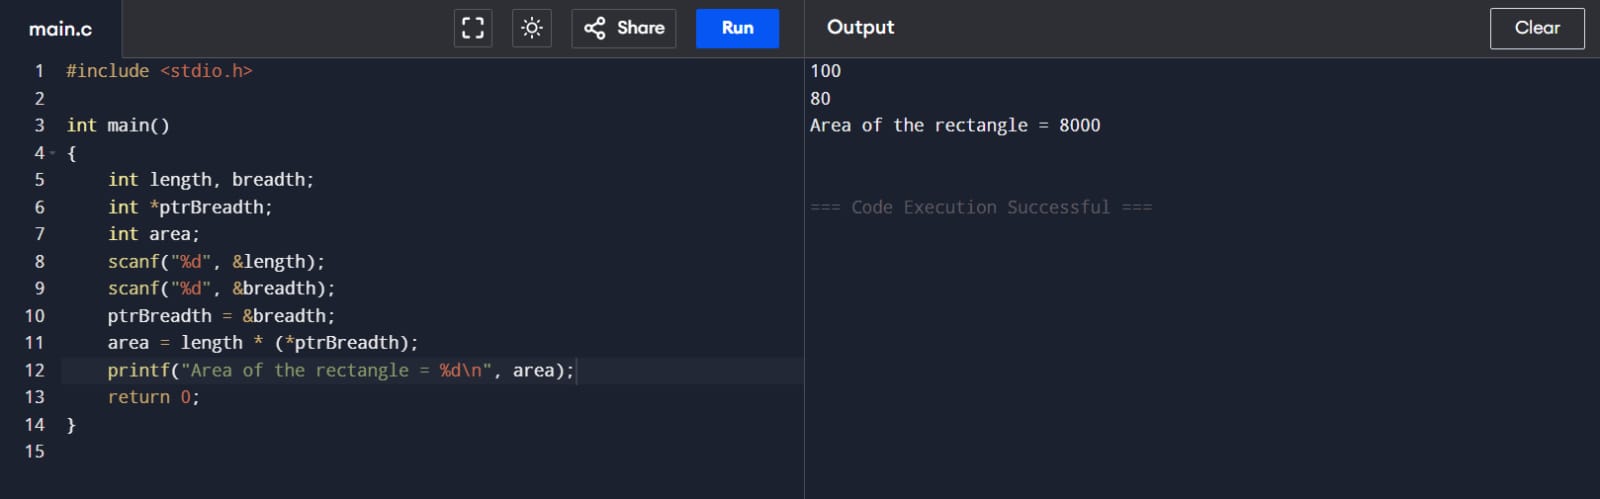 main.c Share Run Output Clear
1 #include <stdio.h>
2
3 int main()
4 {
5     int length, breadth;
6     int *ptrBreadth;
7     int area;
8     scanf("%d", &length);
9     scanf("%d", &breadth);
10     ptrBreadth = &breadth;
11     area = length * (*ptrBreadth);
12     printf("Area of the rectangle = %d\n", area);
13     return 0;
14 }
15
100
80
Area of the rectangle = 8000
=== Code Execution Successful ===